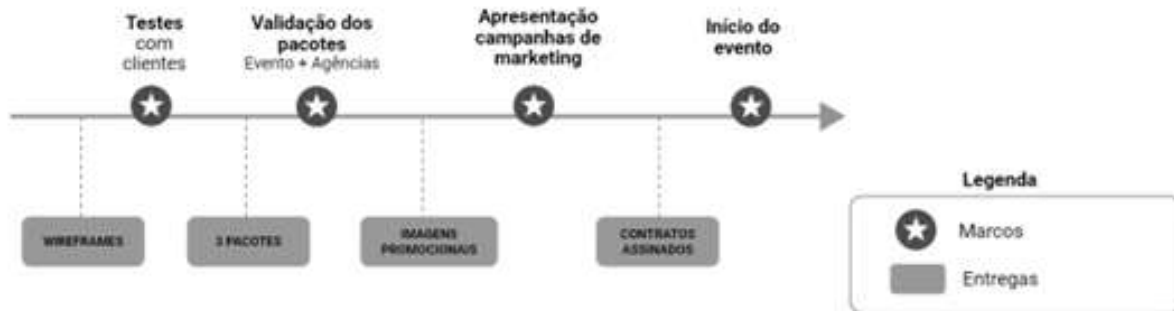 Testes
com
clientes
Validação dos
pacotes
Evento + Agências
Apresentação
campanhas de
marketing
Início do
evento
WIREFRAMES
3 PACOTES
IMAGENS
PROMOCIONAIS
CONTRATOS
ASSINADOS
Legenda
Marcos
Entregas